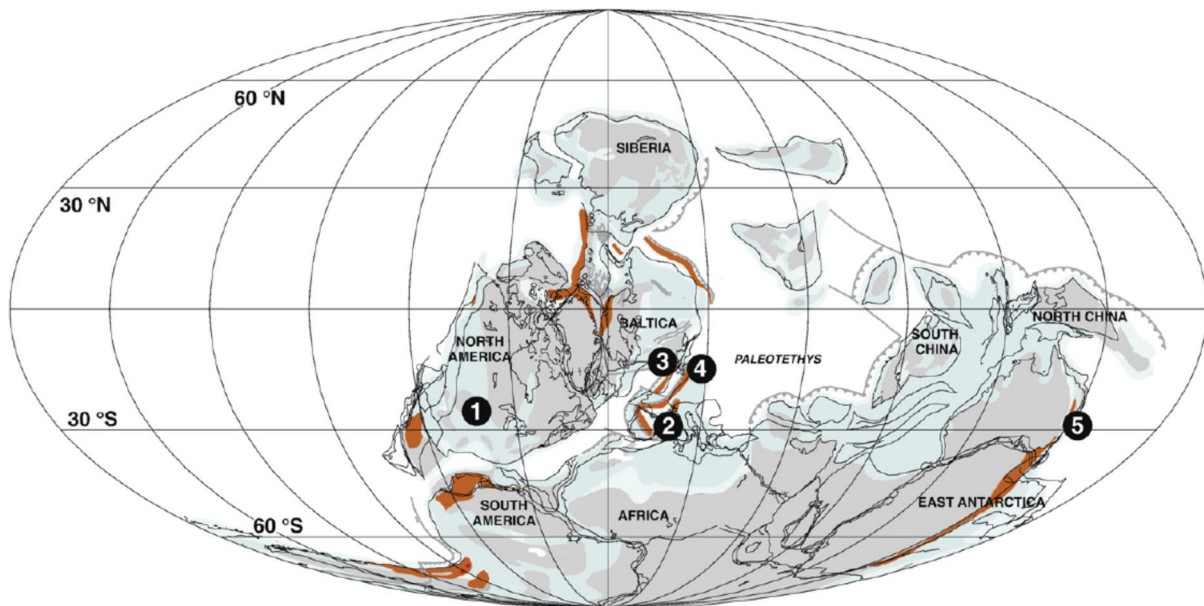 60 °N
SIBERIA
30 °N
NORTH
AMERICA
BALTICA
PALEOTETHYS
SOUTH
CHINA
NORTH CHINA
3
4
1
2
5
30 °S
SOUTH
AMERICA
AFRICA
EAST ANTARCTICA
60 °S